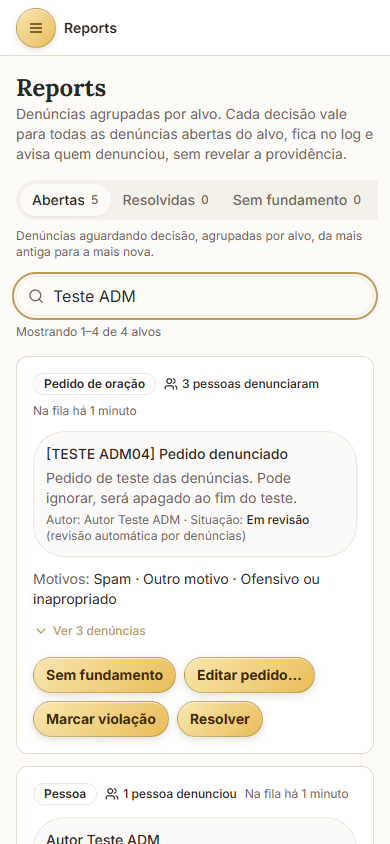 Reports
Reports
Denúncias agrupadas por alvo. Cada decisão vale
para todas as denúncias abertas do alvo, fica no log e
avisa quem denunciou, sem revelar a providência.
Abertas 5 Resolvidas 0 Sem fundamento 0
Denúncias aguardando decisão, agrupadas por alvo, da mais
antiga para a mais nova.
Teste ADM
Mostrando 1–4 de 4 alvos
Pedido de oração 3 pessoas denunciaram
Na fila há 1 minuto
[TESTE ADM04] Pedido denunciado
Pedido de teste das denúncias. Pode
ignorar, será apagado ao fim do teste.
Autor: Autor Teste ADM · Situação: Em revisão
(revisão automática por denúncias)
Motivos: Spam · Outro motivo · Ofensivo ou
inapropriado
Ver 3 denúncias
Sem fundamento Editar pedido...
Marcar violação Resolver
Pessoa 1 pessoa denunciou Na fila há 1 minuto
Autor Teste ADM